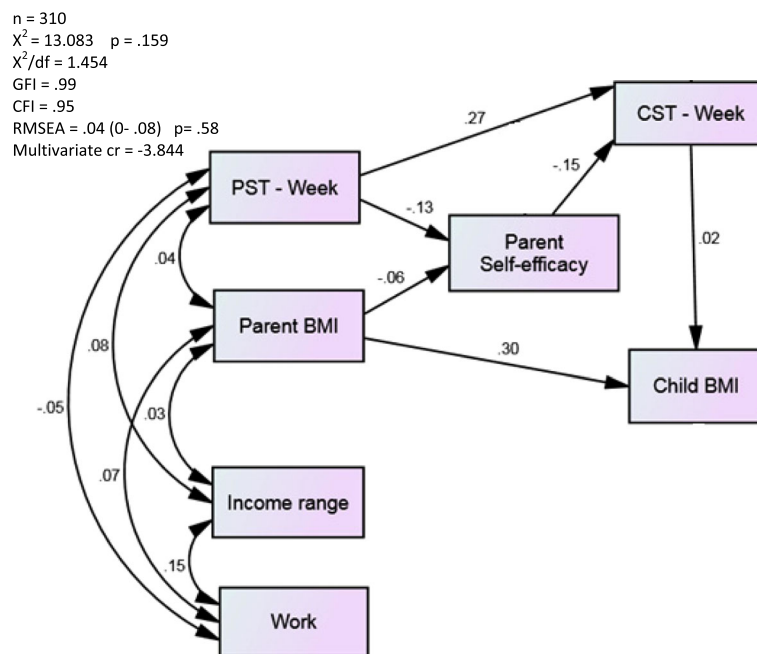 n = 310
X² = 13.083 p = .159
X²/df = 1.454
GFI = .99
CFI = .95
RMSEA = .04 (0- .08) p= .58
Multivariate cr = -3.844
CST - Week
.27
PST - Week
-.15
-.13
Parent
Self-efficacy
.02
.04
-.06
Parent BMI
.08
.30
Child BMI
-.05
.03
.07
Income range
.15
Work